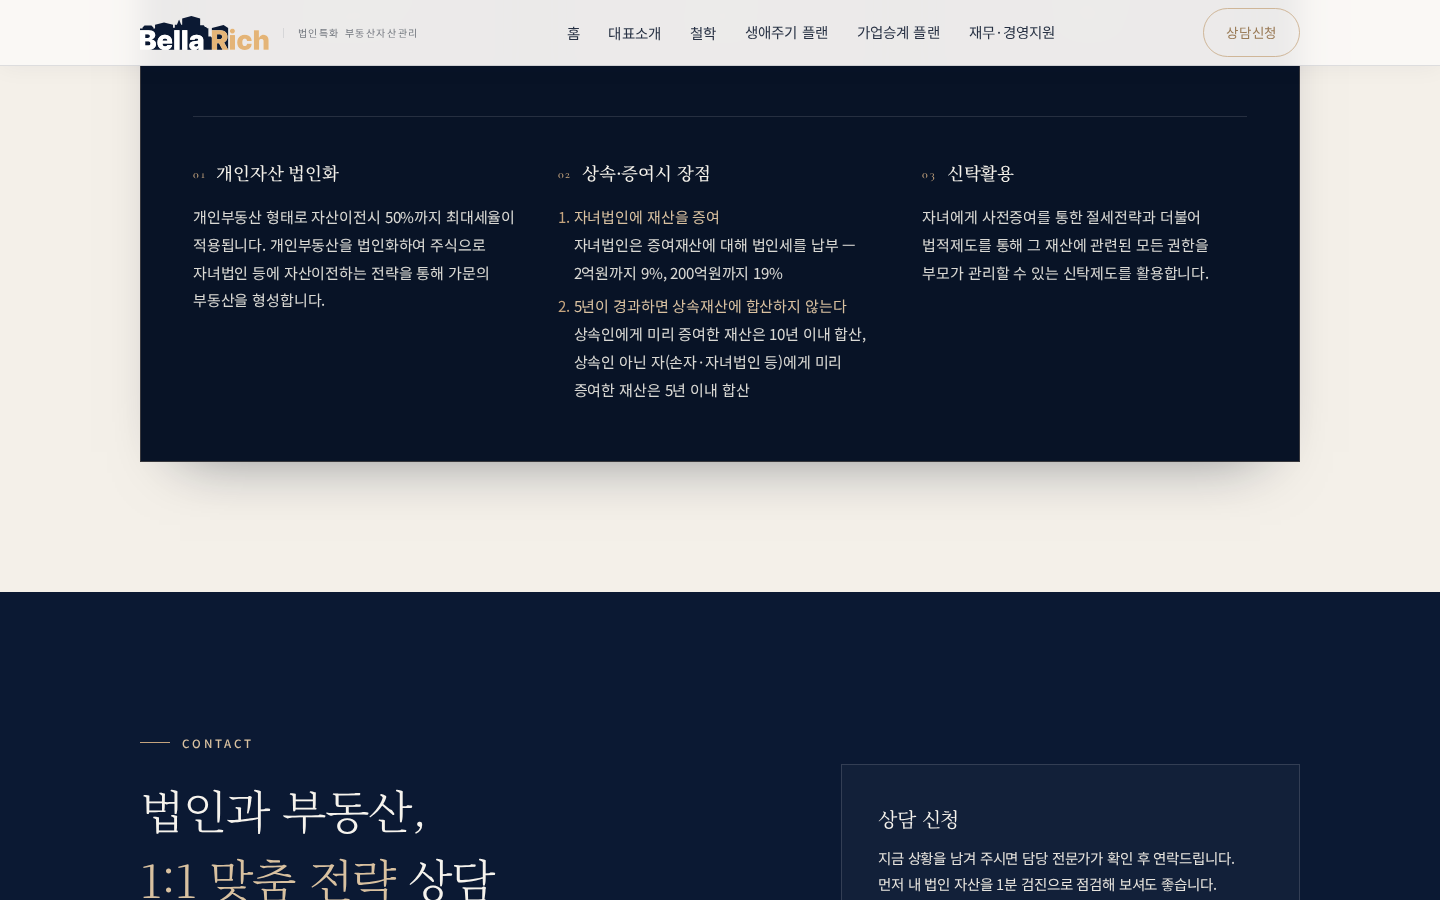 Bella Rich
법인특화 부동산자산관리
홈 대표소개 철학 생애주기 플랜 가업승계 플랜 재무·경영지원
상담신청
01 개인자산 법인화
개인부동산 형태로 자산이전시 50%까지 최대세율이
적용됩니다. 개인부동산을 법인화하여 주식으로
자녀법인 등에 자산이전하는 전략을 통해 가문의
부동산을 형성합니다.
02 상속·증여시 장점
1. 자녀법인에 재산을 증여
자녀법인은 증여재산에 대해 법인세를 납부 —
2억원까지 9%, 200억원까지 19%
2. 5년이 경과하면 상속재산에 합산하지 않는다
상속인에게 미리 증여한 재산은 10년 이내 합산,
상속인 아닌 자(손자·자녀법인 등)에게 미리
증여한 재산은 5년 이내 합산
03 신탁활용
자녀에게 사전증여를 통한 절세전략과 더불어
법적제도를 통해 그 재산에 관련된 모든 권한을
부모가 관리할 수 있는 신탁제도를 활용합니다.
CONTACT
법인과 부동산,
1:1 맞춤 전략 상담
상담 신청
지금 상황을 남겨 주시면 담당 전문가가 확인 후 연락드립니다.
먼저 내 법인 자산을 1분 검진으로 점검해 보셔도 좋습니다.